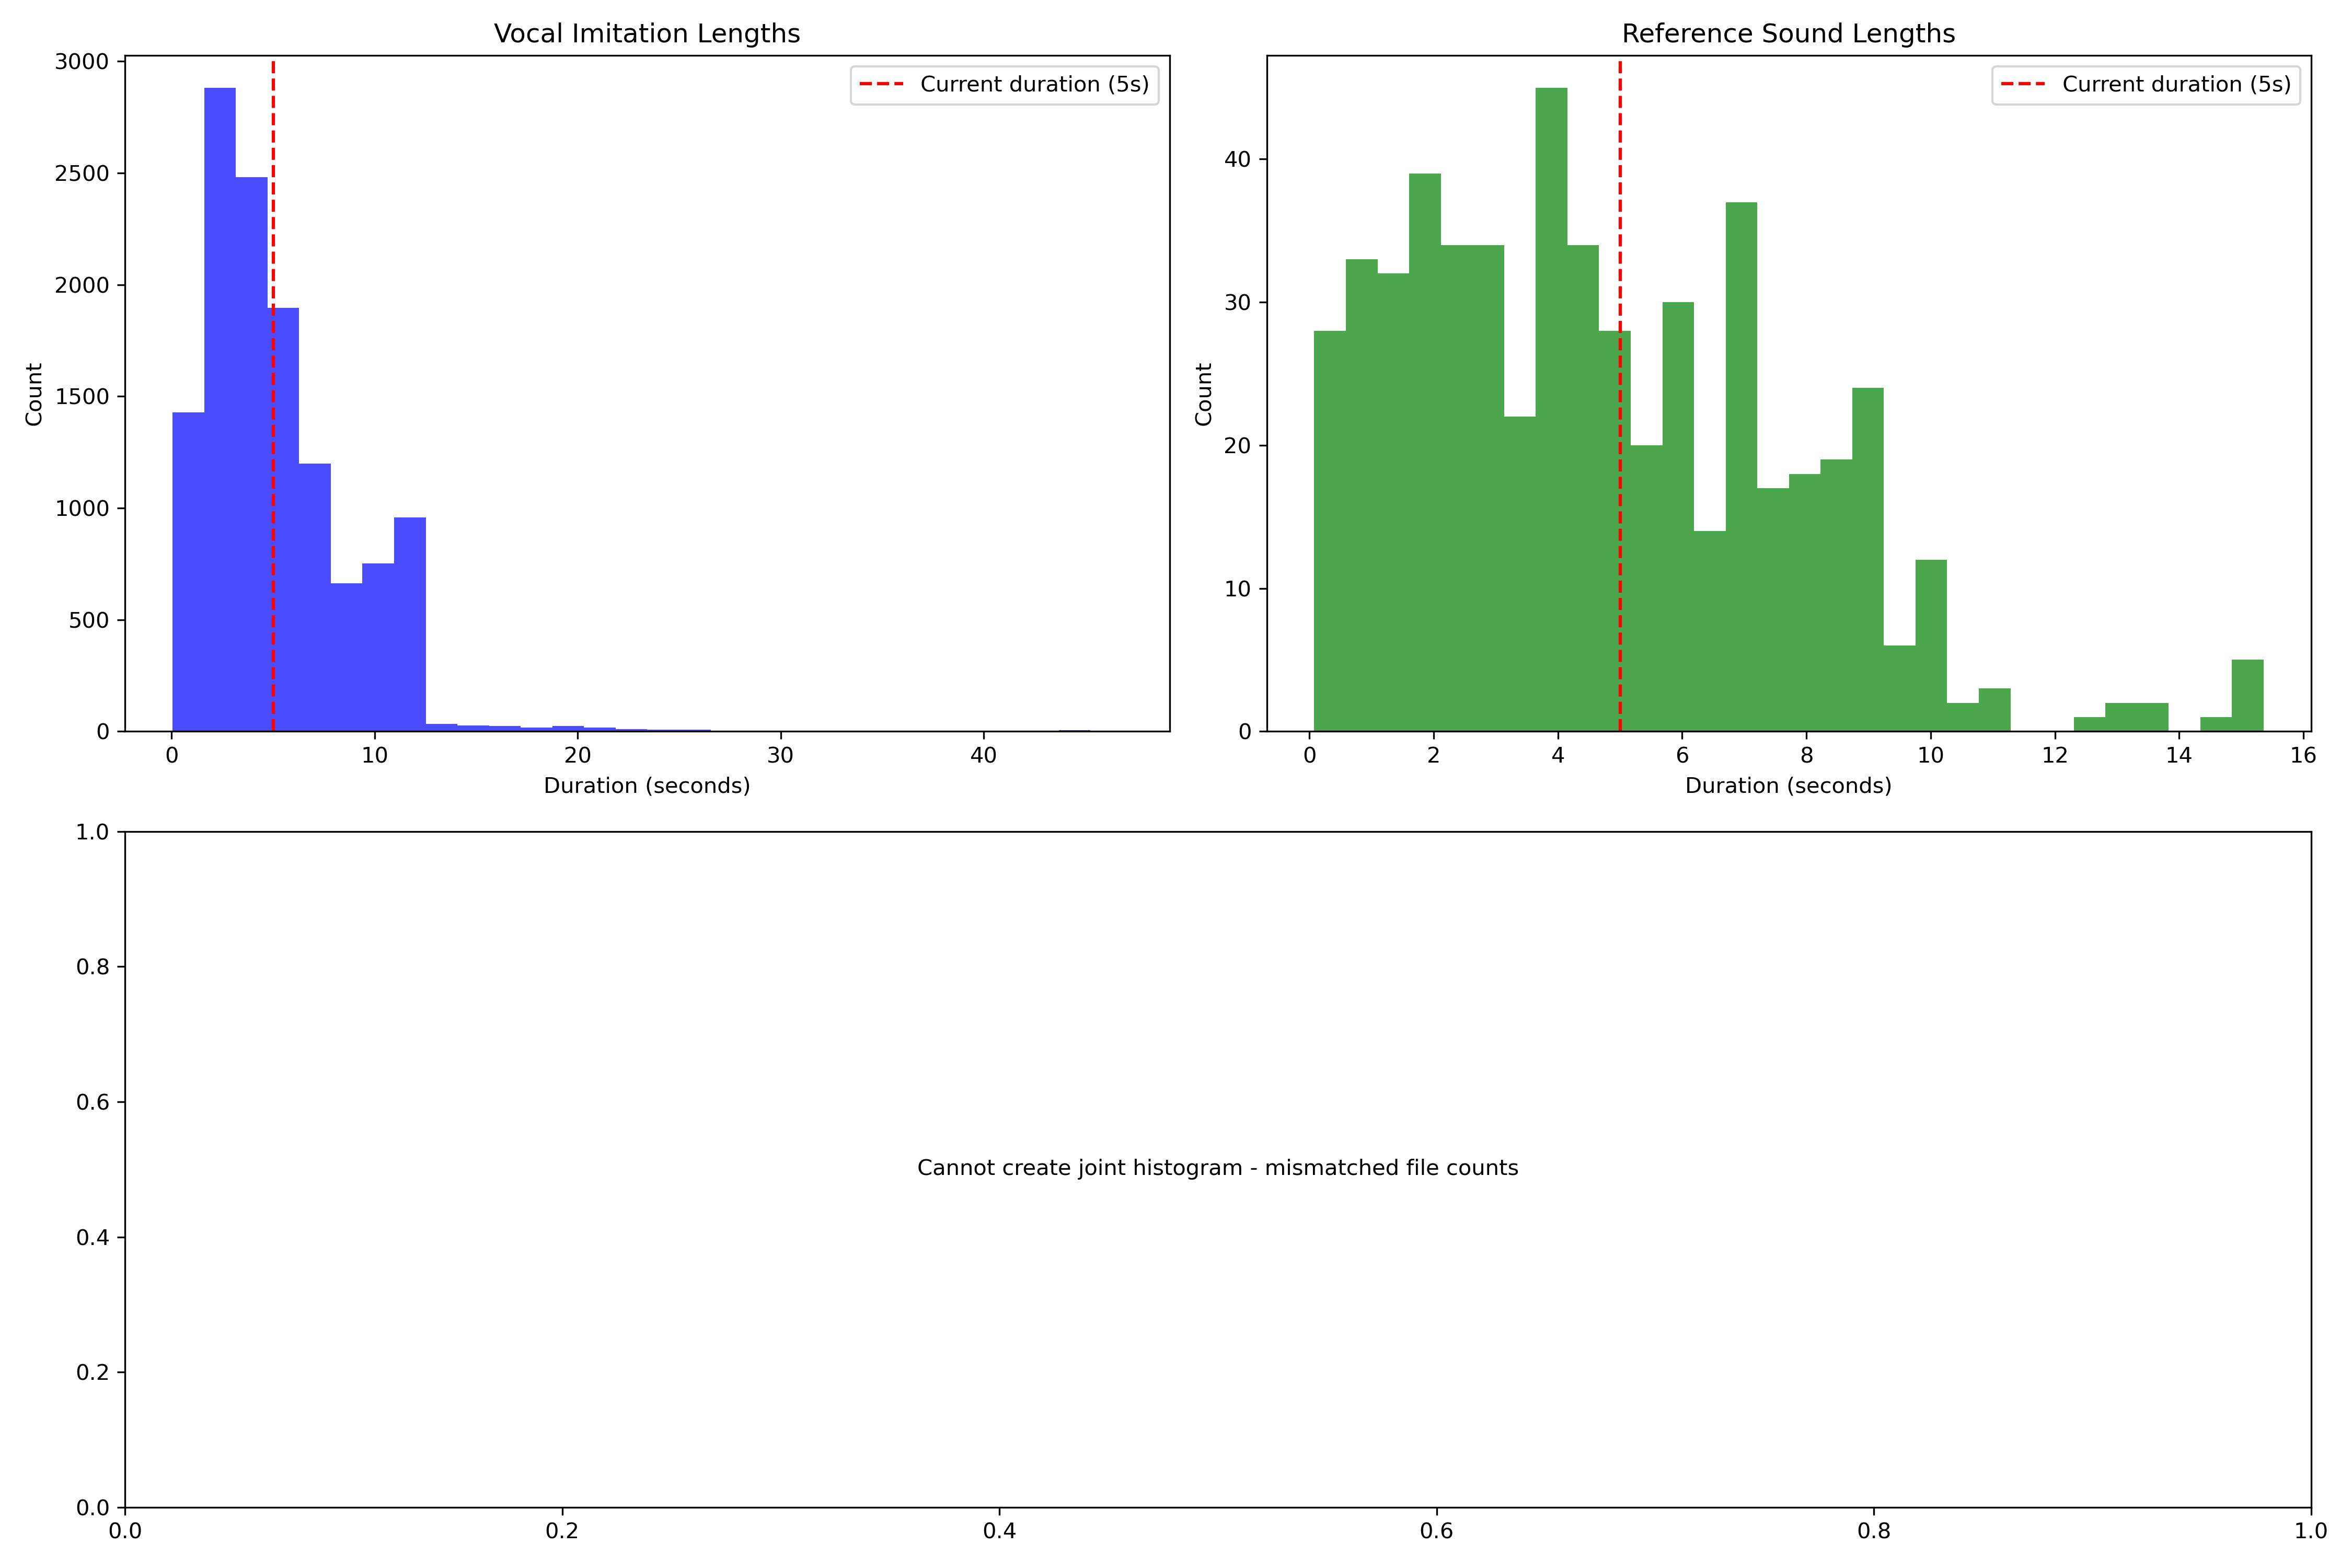 Vocal Imitation Lengths
Current duration (5s)
Count
3000
2500
2000
1500
1000
500
0
0 10 20 30 40
Duration (seconds)
Reference Sound Lengths
Current duration (5s)
Count
40
30
20
10
0
0 2 4 6 8 10 12 14 16
Duration (seconds)
1.0
0.8
0.6
0.4
0.2
0.0
Cannot create joint histogram - mismatched file counts
0.0 0.2 0.4 0.6 0.8 1.0